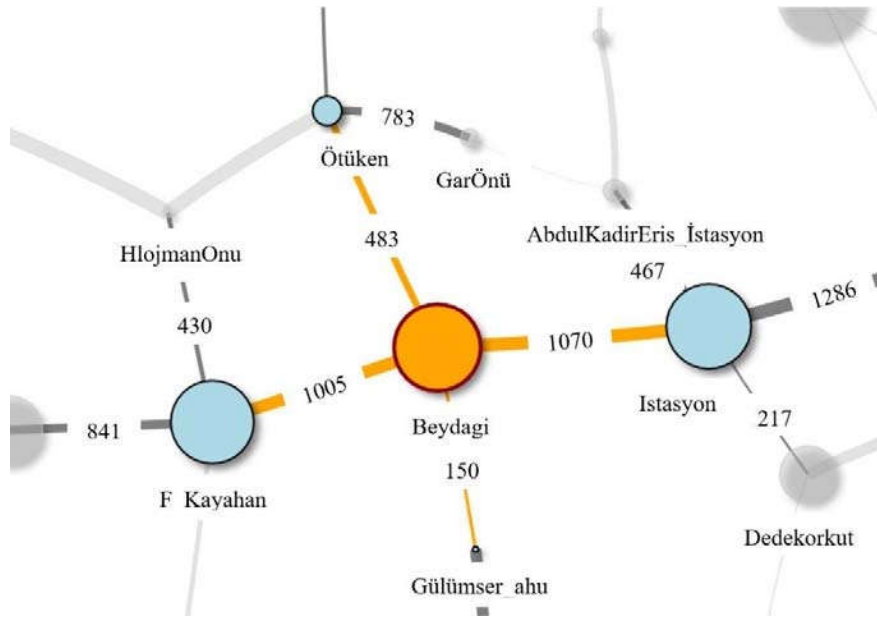 783
Ötüken
GarÖnü
483
AbdulKadirEris_İstasyon
HlojmanOnu
467
1286
430
1070
1005
Istasyon
217
841
Beydagi
150
F_Kayahan
Dedekorkut
Gülümser_ahu